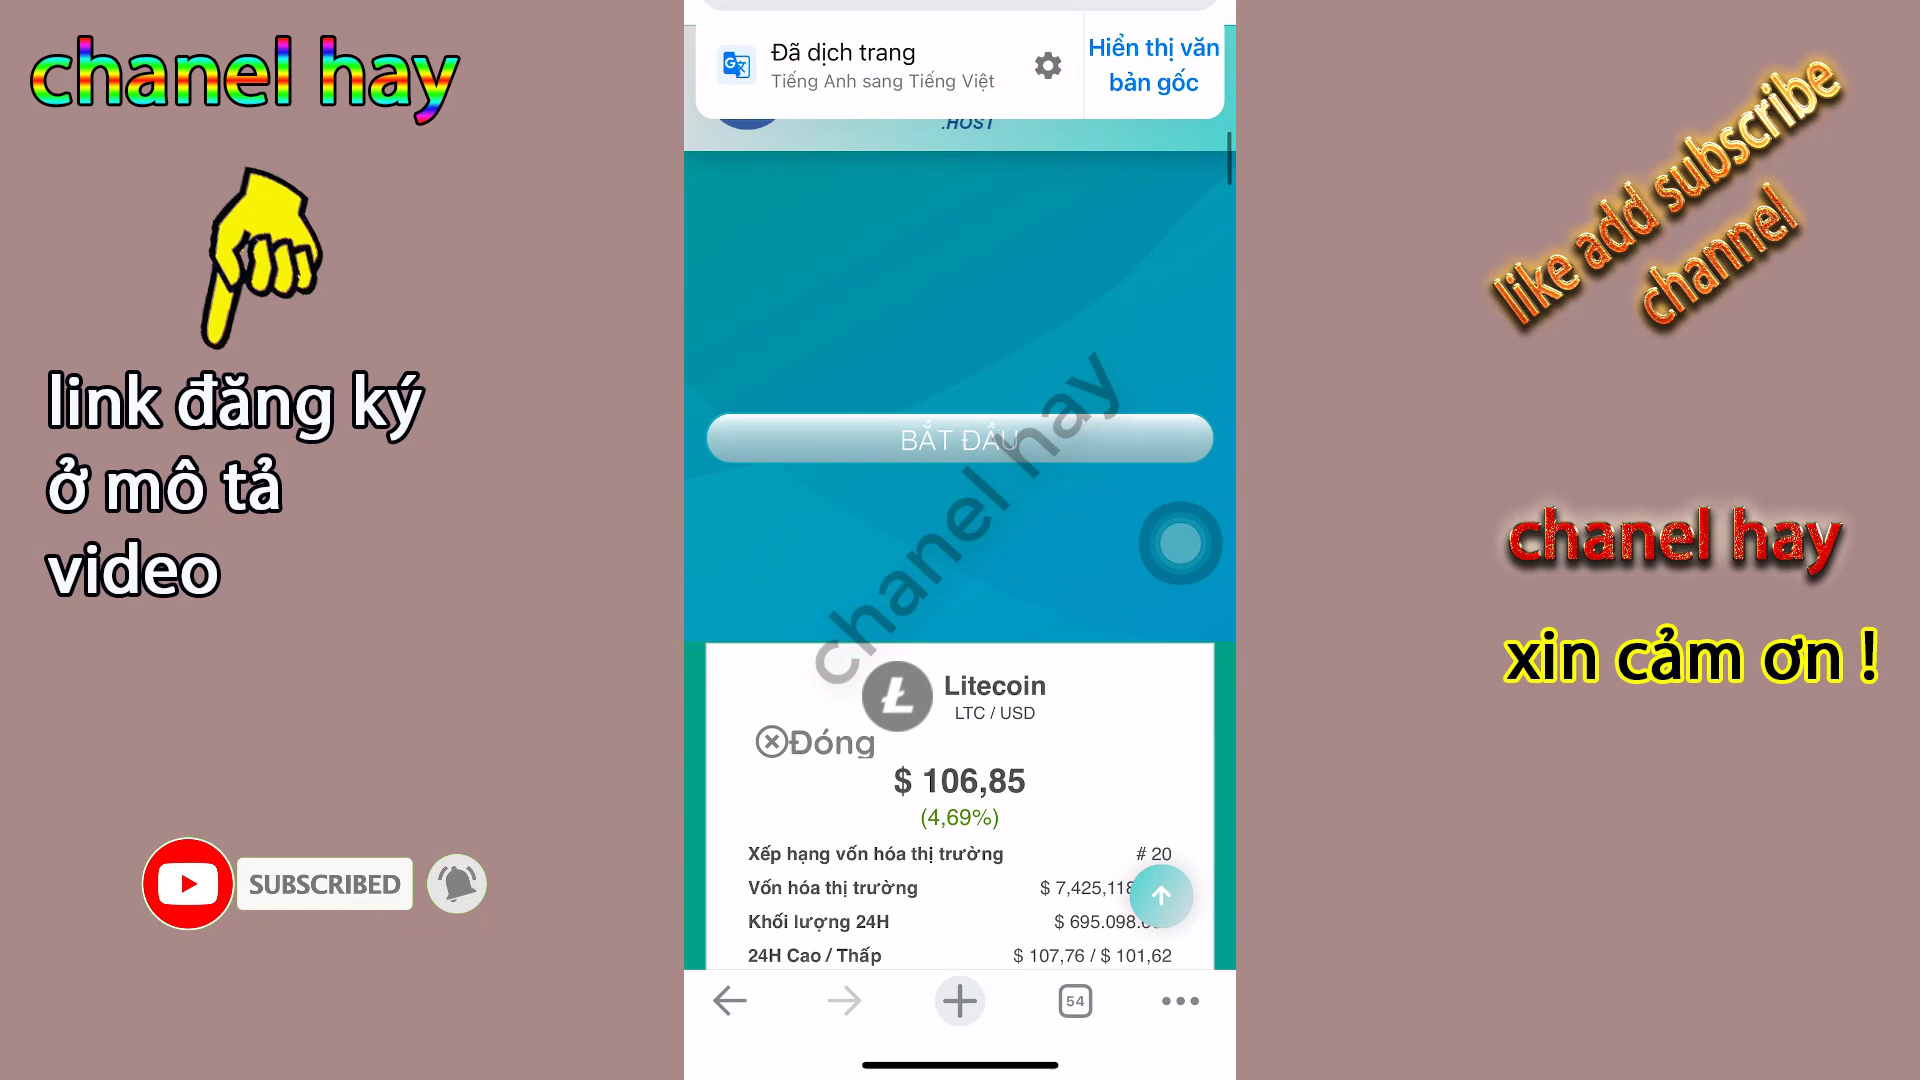 chanel hay
link đăng ký
ở mô tả
video
SUBSCRIBED
Đã dịch trang
Tiếng Anh sang Tiếng Việt
Hiển thị văn
bản gốc
.HOST
BẮT ĐẦU
chanel hay
Litecoin
LTC / USD
Đóng
$ 106,85
(4,69%)
Xếp hạng vốn hóa thị trường # 20
Vốn hóa thị trường $ 7,425,118
Khối lượng 24H $ 695.098.
24H Cao / Thấp $ 107,76 / $ 101,62
54
like add subscribe
channel
chanel hay
xin cảm ơn !